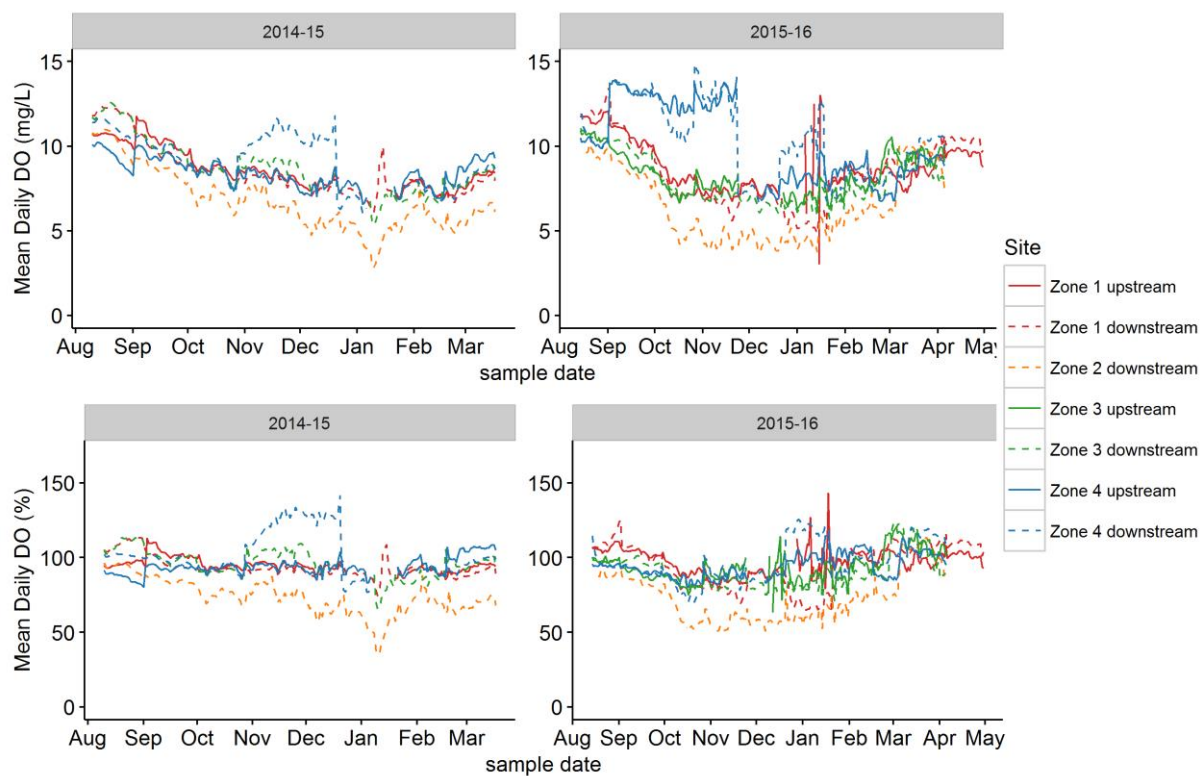 2014-15
2015-16
Mean Daily DO (mg/L)
15
10
5
0
Aug Sep Oct Nov Dec Jan Feb Mar
Aug Sep Oct Nov Dec Jan Feb Mar Apr May
sample date
sample date
Site
Zone 1 upstream
Zone 1 downstream
Zone 2 downstream
Zone 3 upstream
Zone 3 downstream
Zone 4 upstream
Zone 4 downstream
2014-15
2015-16
Mean Daily DO (%)
150
100
50
0
Aug Sep Oct Nov Dec Jan Feb Mar
Aug Sep Oct Nov Dec Jan Feb Mar Apr May
sample date
sample date